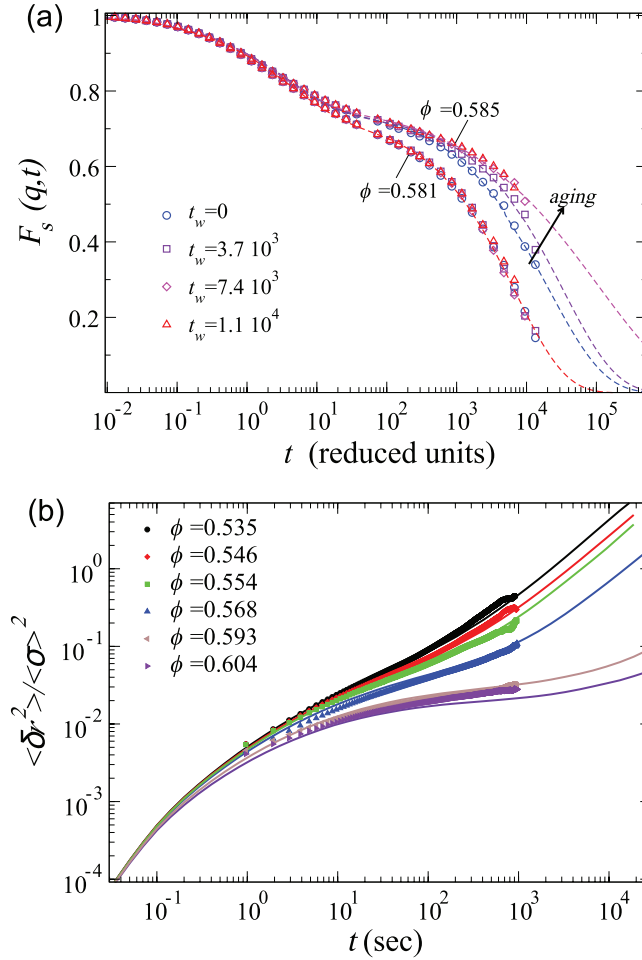 (a)
1
0.8
0.6
0.4
0.2
F_s (q,t)
ϕ=0.585
ϕ=0.581
aging
t_w=0
t_w=3.7 10^3
t_w=7.4 10^3
t_w=1.1 10^4
10^-2 10^-1 10^0 10^1 10^2 10^3 10^4 10^5
t (reduced units)
(b)
ϕ=0.535
ϕ=0.546
ϕ=0.554
ϕ=0.568
ϕ=0.593
ϕ=0.604
10^0
10^-1
10^-2
10^-3
10^-4
<δr^2>/<σ>^2
10^-1 10^0 10^1 10^2 10^3 10^4
t (sec)